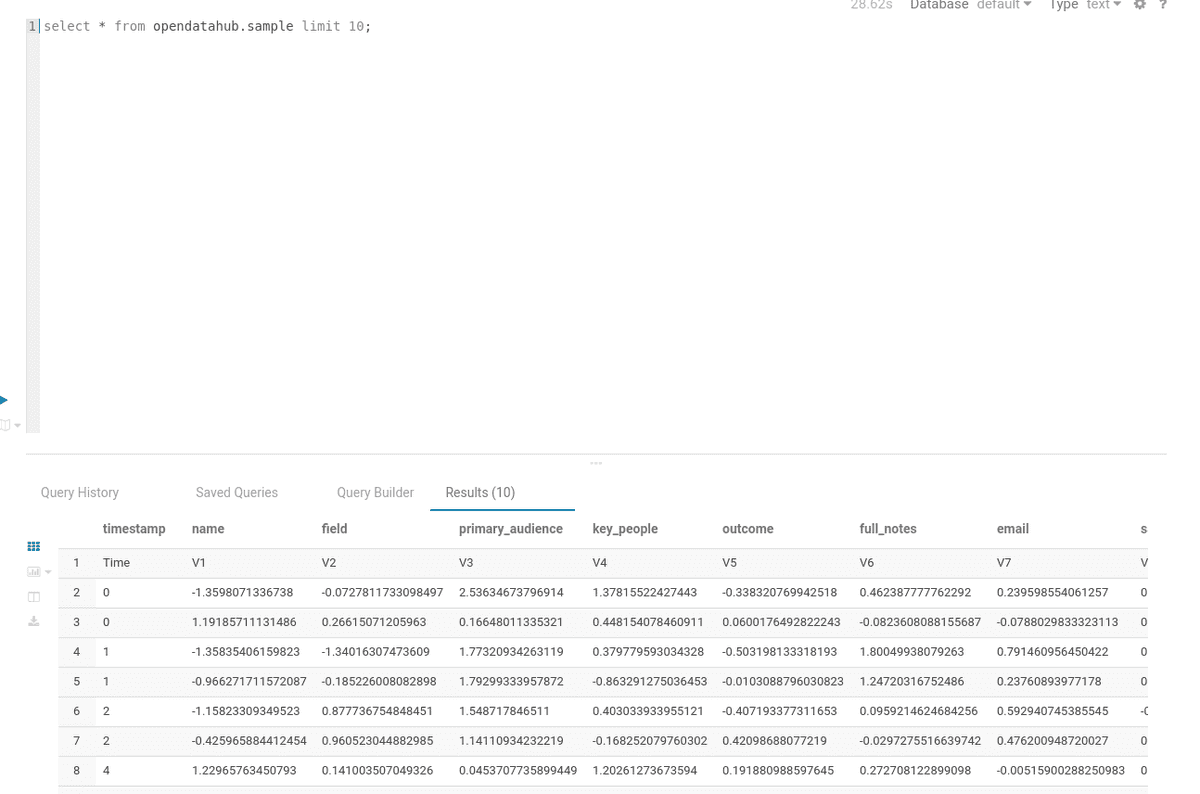 28.62s Database default Type text ?
1 select * from opendatahub.sample limit 10;
Query History Saved Queries Query Builder Results (10)
timestamp name field primary_audience key_people outcome full_notes email s
1 Time V1 V2 V3 V4 V5 V6 V7 V
2 0 -1.3598071336738 -0.0727811733098497 2.53634673796914 1.37815522427443 -0.338320769942518 0.462387777762292 0.239598554061257 0
3 0 1.19185711131486 0.26615071205963 0.16648011335321 0.448154078460911 0.0600176492822243 -0.0823608088155687 -0.0788029833323113 0
4 1 -1.35835406159823 -1.34016307473609 1.77320934263119 0.379779593034328 -0.503198133318193 1.80049938079263 0.791460956450422 0
5 1 -0.966271711572087 -0.185226008082898 1.79299333957872 -0.863291275036453 -0.0103088796030823 1.24720316752486 0.23760893977178 0
6 2 -1.15823309349523 0.877736754848451 1.548717846511 0.403033933955121 -0.407193377311653 0.0959214624684256 0.592940745385545 -0
7 2 -0.425965884412454 0.960523044882985 1.14110934232219 -0.168252079760302 0.42098688077219 -0.0297275516639742 0.476200948720027 0
8 4 1.22965763450793 0.141003507049326 0.0453707735899449 1.20261273673594 0.191880988597645 0.272708122899098 -0.00515900288250983 0